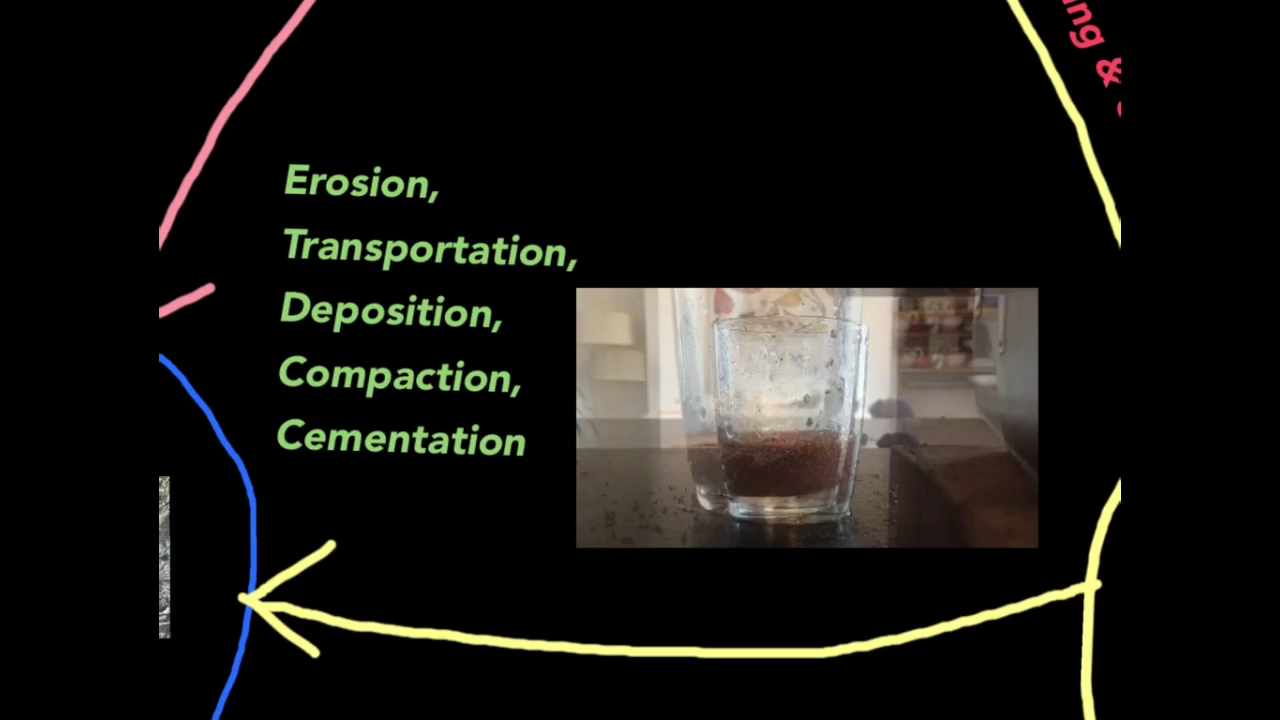 Erosion,
Transportation,
Deposition,
Compaction,
Cementation
&